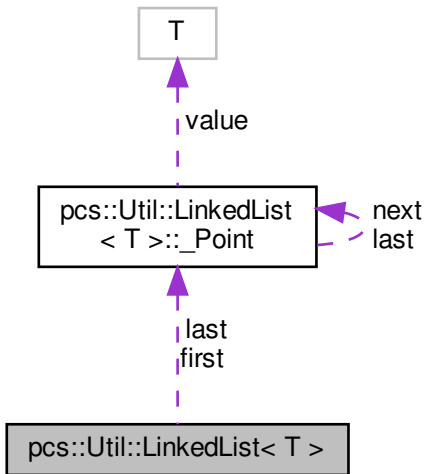 T
value
pcs::Util::LinkedList
< T >::_Point
next
last
last
first
pcs::Util::LinkedList< T >